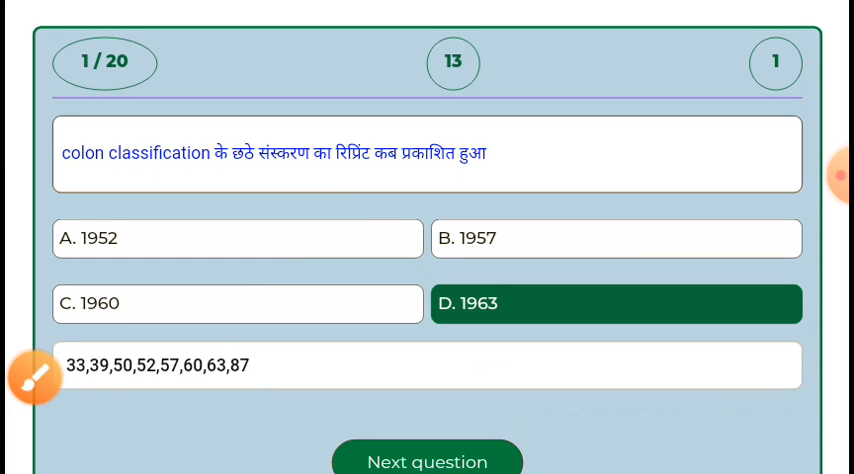 1 / 20
13
1
colon classification के छठे संस्करण का रिप्रिंट कब प्रकाशित हुआ
A. 1952
B. 1957
C. 1960
D. 1963
33,39,50,52,57,60,63,87
Next question